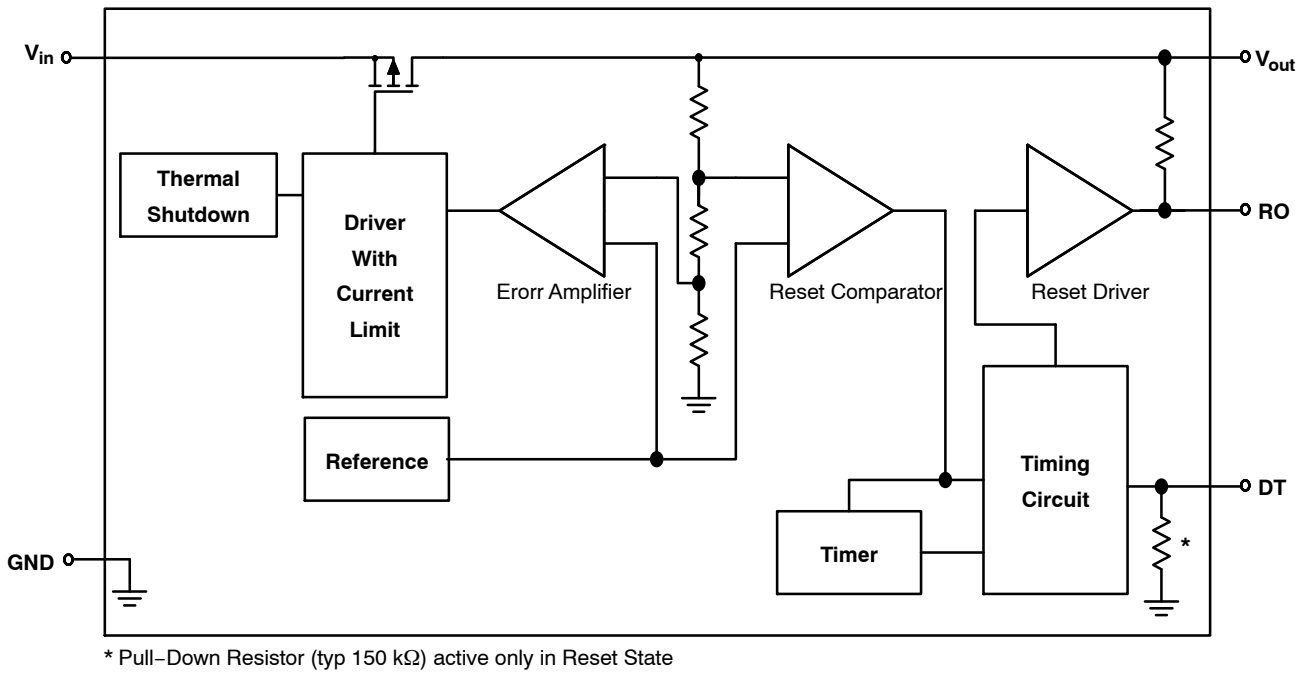 Vin
Vout
Thermal
Shutdown
Driver
With
Current
Limit
RO
Erorr Amplifier
Reset Comparator
Reset Driver
Reference
Timing
Circuit
DT
Timer
*
GND
* Pull−Down Resistor (typ 150 kΩ) active only in Reset State